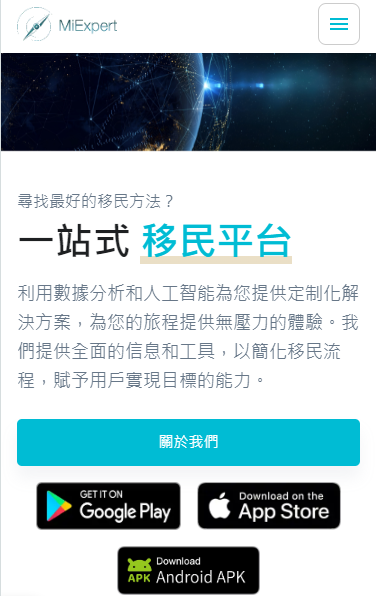 MiExpert
尋找最好的移民方法？
一站式 移民平台
利用數據分析和人工智能為您提供定制化解
決方案，為您的旅程提供無壓力的體驗。我
們提供全面的信息和工具，以簡化移民流
程，賦予用戶實現目標的能力。
關於我們
GET IT ON
Google Play
Download on the
App Store
Download
APK Android APK